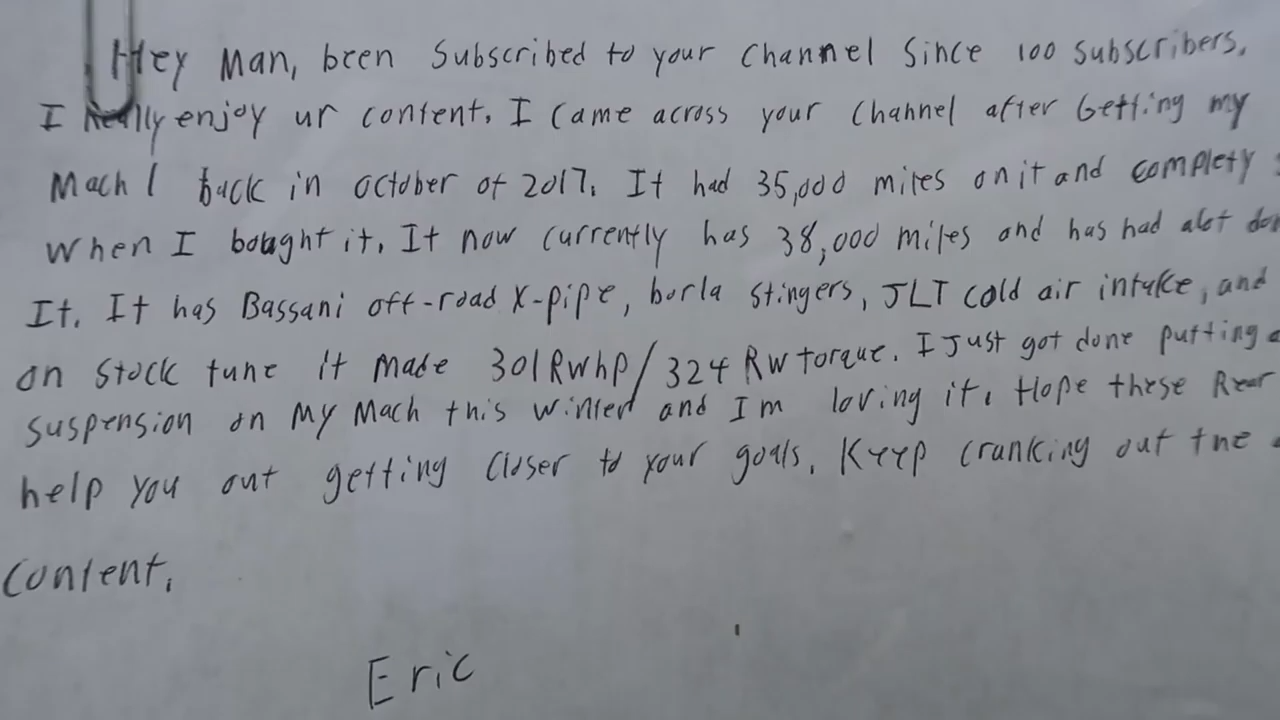 Hey Man, been Subscribed to your Channel Since 100 subscribers.
I Really enjoy ur content. I came across your Channel after Getting my
Mach 1 back in october of 2017. It had 35,000 miles on it and complety
when I bought it. It now currently has 38,000 miles and has had alot
It. It has Bassani off-road X-pipe, borla stingers, JLT cold air intake, and
on stock tune it made 301RWhp/324 RW torque. I Just got done putting
suspension on My Mach this winter and Im loving it. Hope these Rear
help you out getting Closer to your goals. Keep cranking out the
Content.
Eric